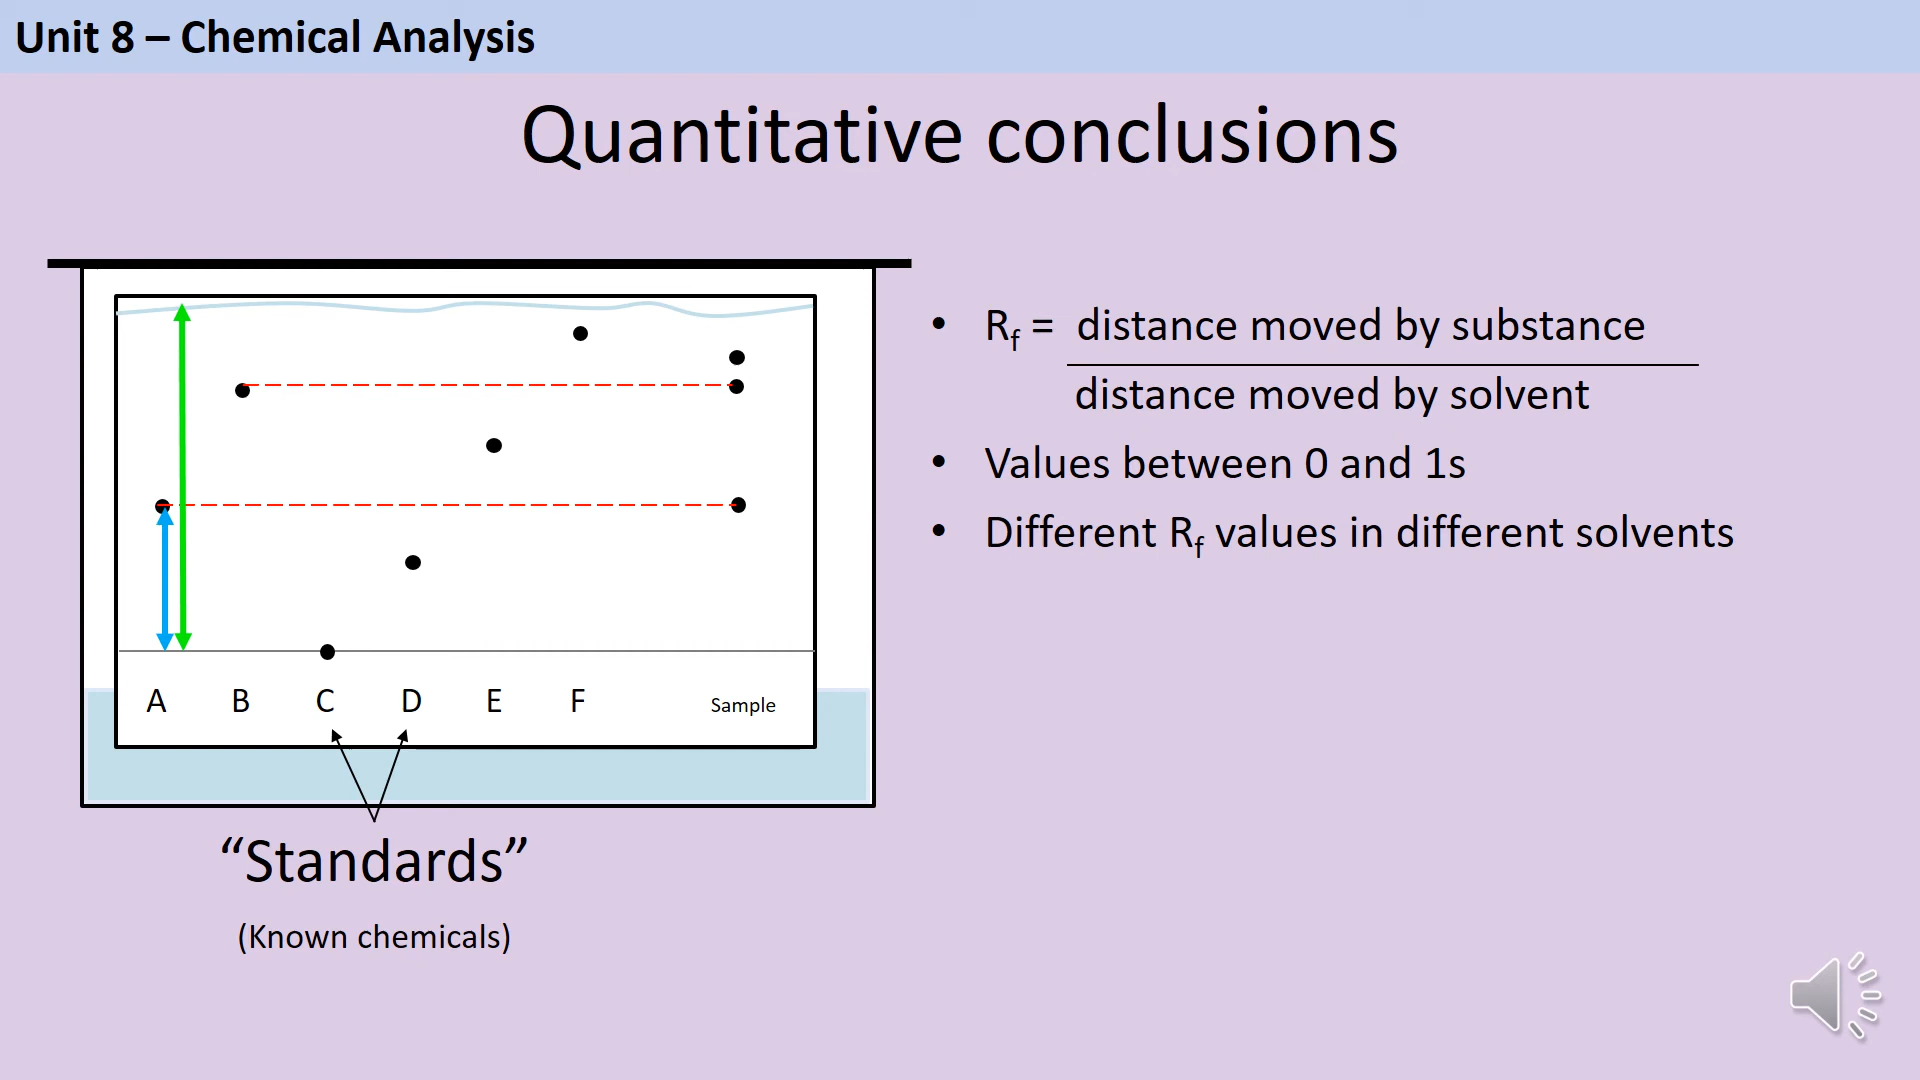 Unit 8 – Chemical Analysis
Quantitative conclusions
A B C D E F Sample
“Standards”
(Known chemicals)
• Rf = distance moved by substance
distance moved by solvent
• Values between 0 and 1s
• Different Rf values in different solvents